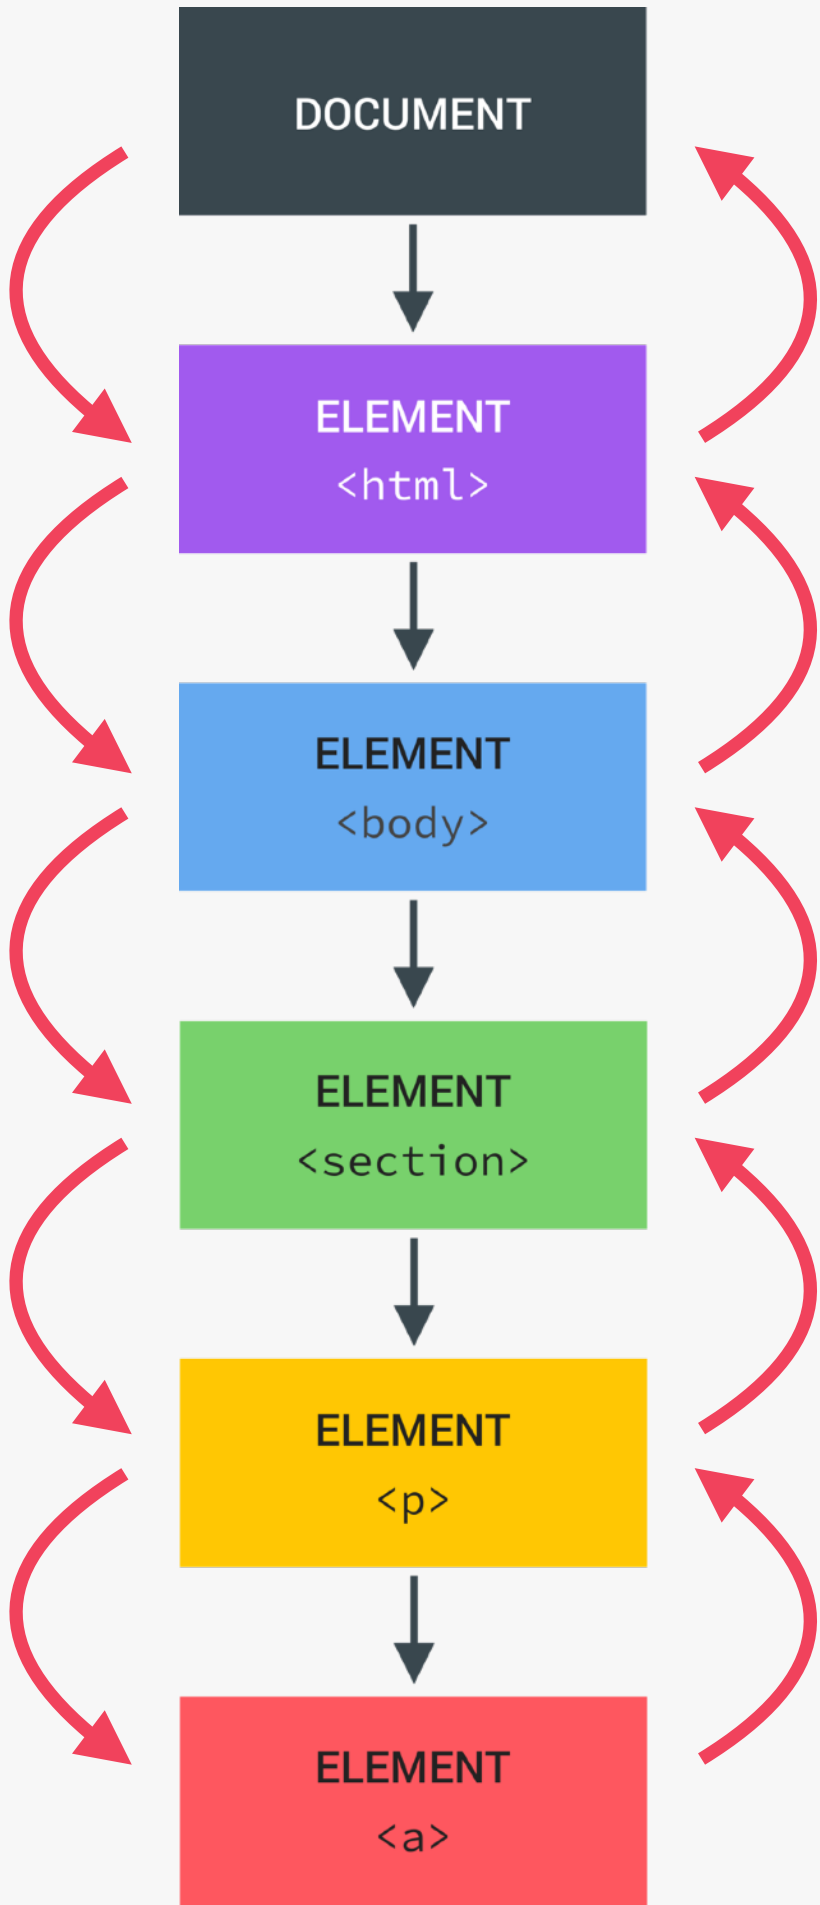 DOCUMENT
ELEMENT
<html>
ELEMENT
<body>
ELEMENT
<section>
ELEMENT
<p>
ELEMENT
<a>